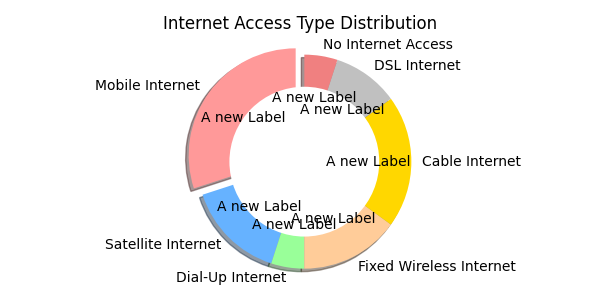 Internet Access Type Distribution
No Internet Access
DSL Internet
Mobile Internet
A new Label
A new Label
A new Label
A new Label
Cable Internet
A new Label
A new Label
A new Label
Satellite Internet
Fixed Wireless Internet
Dial-Up Internet